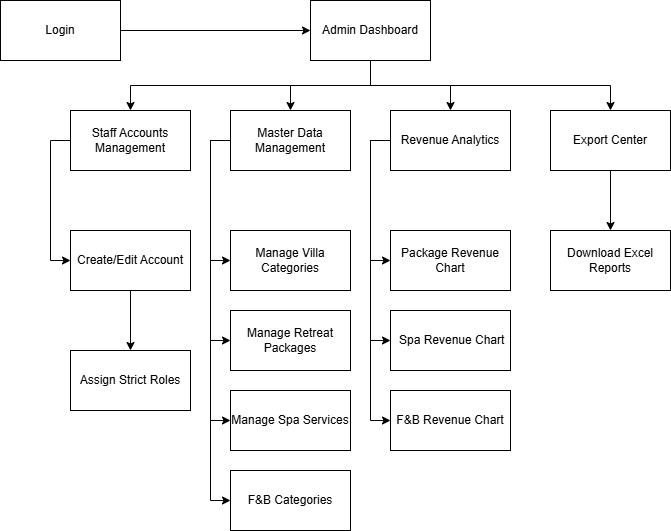 Login
Admin Dashboard
Staff Accounts
Management
Master Data
Management
Revenue Analytics
Export Center
Create/Edit Account
Manage Villa
Categories
Package Revenue
Chart
Download Excel
Reports
Manage Retreat
Packages
Spa Revenue Chart
Assign Strict Roles
Manage Spa Services
F&B Revenue Chart
F&B Categories